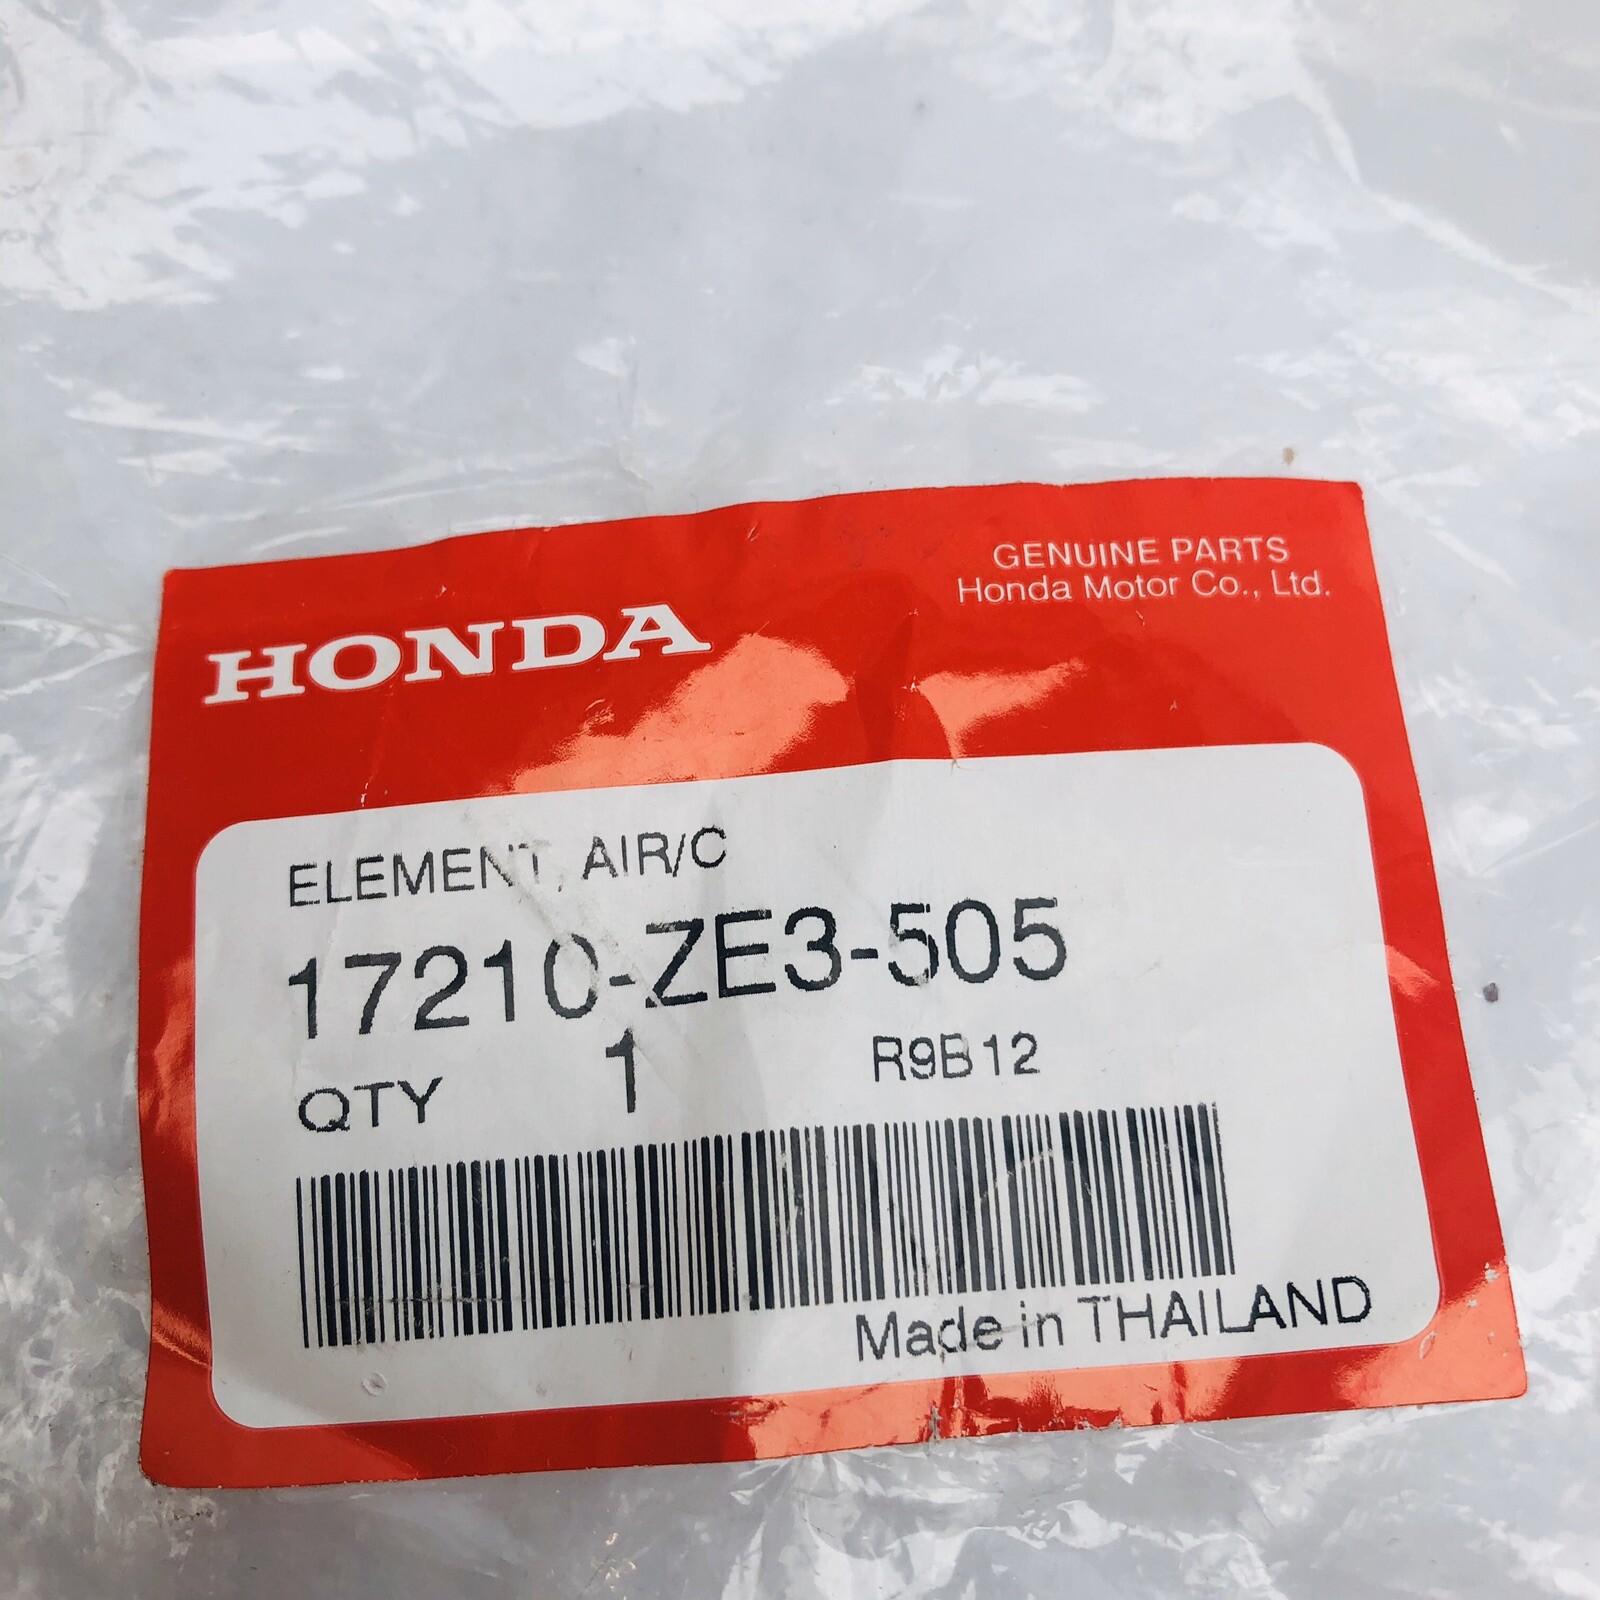 GENUINE PARTS
Honda Motor Co., Ltd.
HONDA
ELEMENT, AIR/C
17210-ZE3-505
QTY 1 R9B12
Made in THAILAND